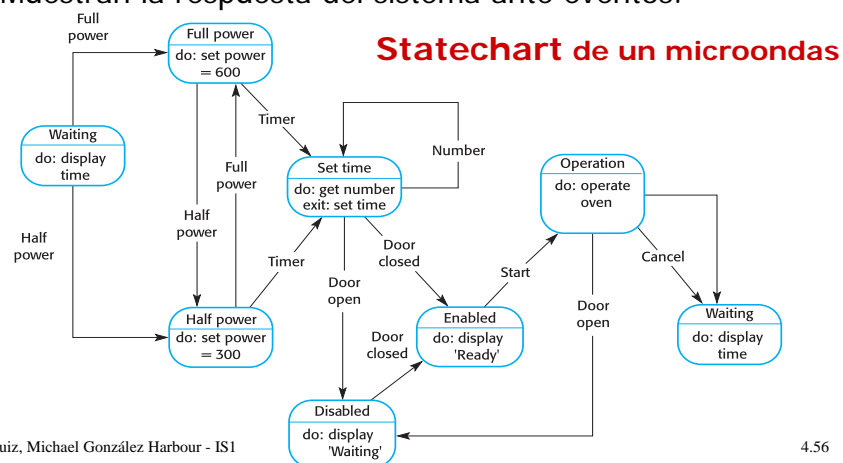 Muestran la respuesta del sistema ante eventos.
Statechart de un microondas
Full
power
Full power
do: set power
= 600
Timer
Waiting
do: display
time
Full
power
Half
power
Half
power
Set time
do: get number
exit: set time
Number
Operation
do: operate
oven
Timer
Door
closed
Door
open
Start
Cancel
Door
open
Half power
do: set power
= 300
Enabled
do: display
'Ready'
Waiting
do: display
time
Door
closed
Disabled
do: display
'Waiting'
uiz, Michael González Harbour - IS1
4.56